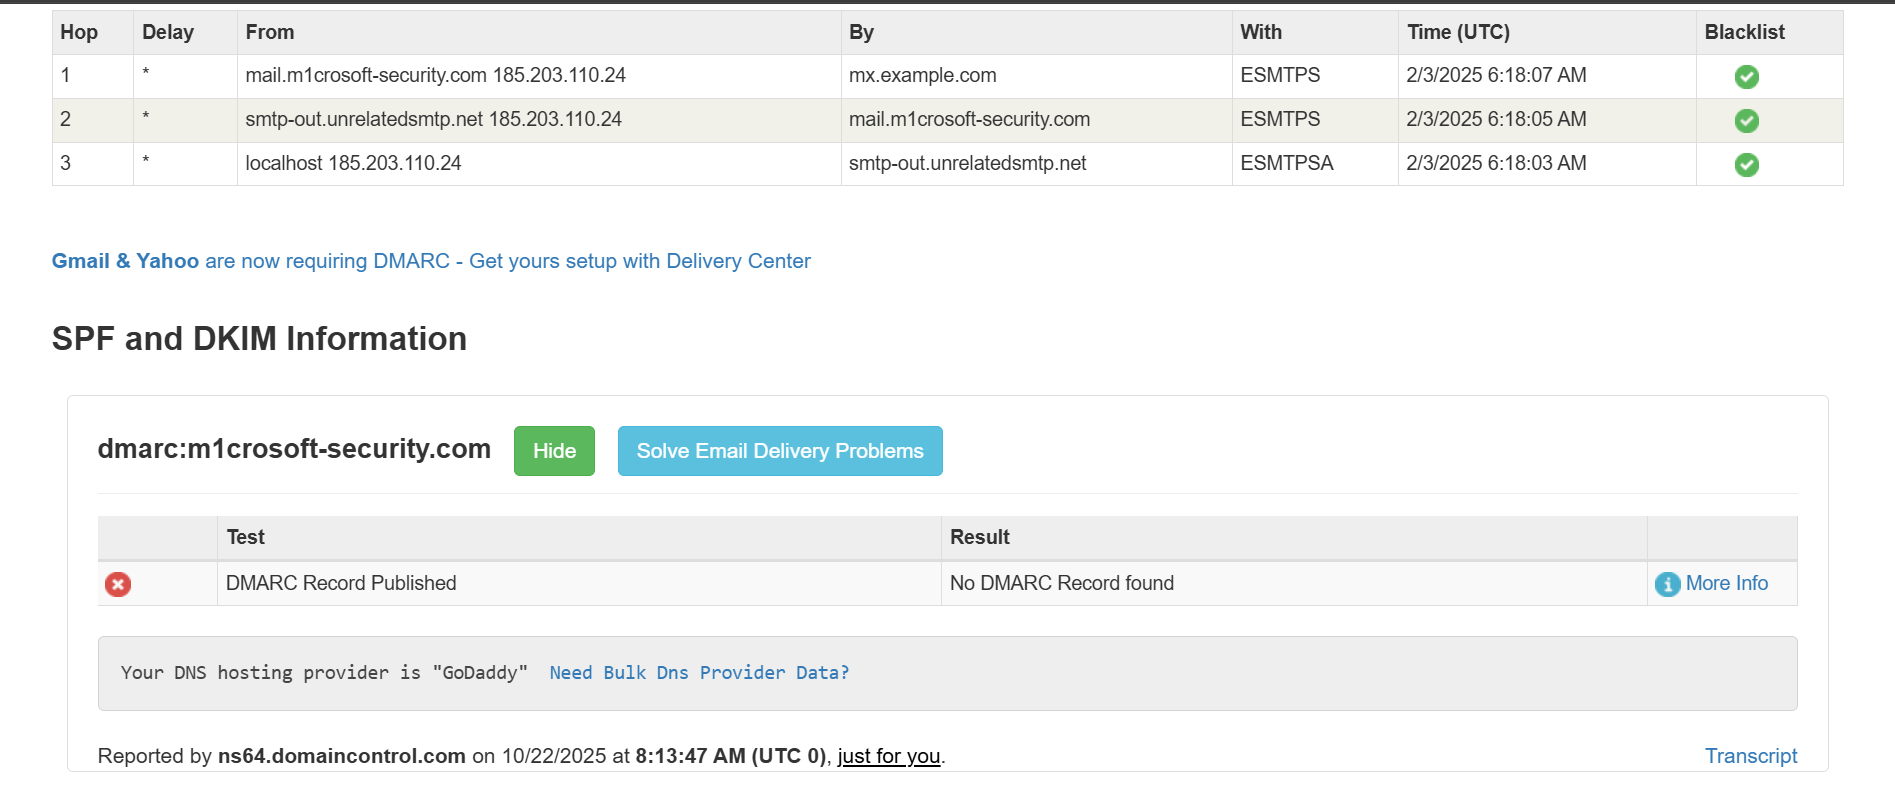 Hop Delay From By With Time (UTC) Blacklist
1 * mail.m1crosoft-security.com 185.203.110.24 mx.example.com ESMTPS 2/3/2025 6:18:07 AM
2 * smtp-out.unrelatedsmtp.net 185.203.110.24 mail.m1crosoft-security.com ESMTPS 2/3/2025 6:18:05 AM
3 * localhost 185.203.110.24 smtp-out.unrelatedsmtp.net ESMTPSA 2/3/2025 6:18:03 AM
Gmail & Yahoo are now requiring DMARC - Get yours setup with Delivery Center
SPF and DKIM Information
dmarc:m1crosoft-security.com Hide Solve Email Delivery Problems
Test Result
DMARC Record Published No DMARC Record found More Info
Your DNS hosting provider is "GoDaddy" Need Bulk Dns Provider Data?
Reported by ns64.domaincontrol.com on 10/22/2025 at 8:13:47 AM (UTC 0), just for you. Transcript